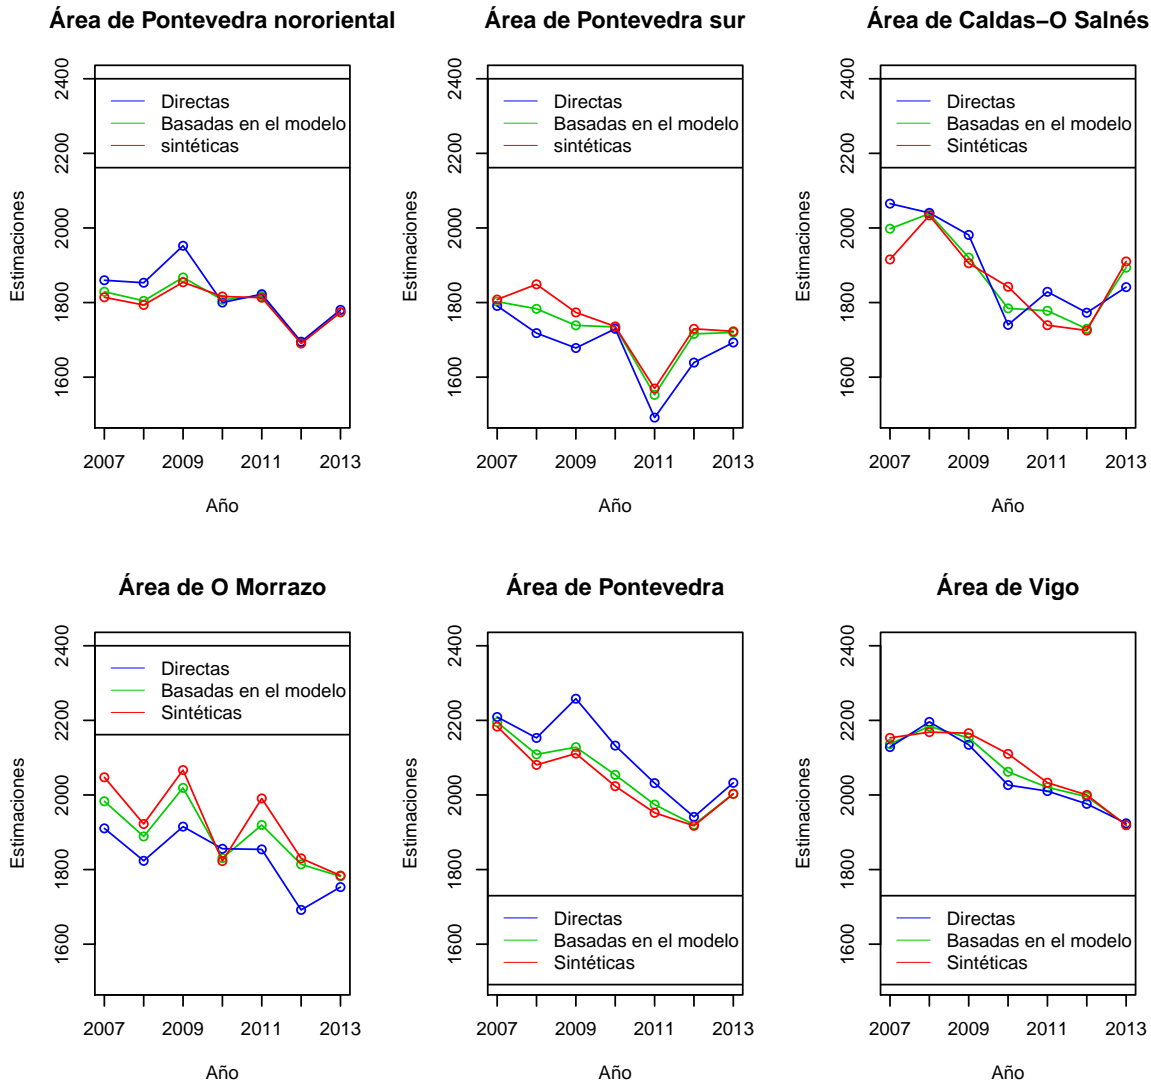 Área de Pontevedra nororiental
Estimaciones
2400
2200
2000
1800
1600
Directas
Basadas en el modelo
sintéticas
2007
2009
2011
2013
Año
Área de Pontevedra sur
Estimaciones
2400
2200
2000
1800
1600
Directas
Basadas en el modelo
sintéticas
2007
2009
2011
2013
Año
Área de Caldas−O Salnés
Estimaciones
2400
2200
2000
1800
1600
Directas
Basadas en el modelo
Sintéticas
2007
2009
2011
2013
Año
Área de O Morrazo
Estimaciones
2400
2200
2000
1800
1600
Directas
Basadas en el modelo
Sintéticas
2007
2009
2011
2013
Año
Área de Pontevedra
Estimaciones
2400
2200
2000
1800
1600
Directas
Basadas en el modelo
Sintéticas
2007
2009
2011
2013
Año
Área de Vigo
Estimaciones
2400
2200
2000
1800
1600
Directas
Basadas en el modelo
Sintéticas
2007
2009
2011
2013
Año